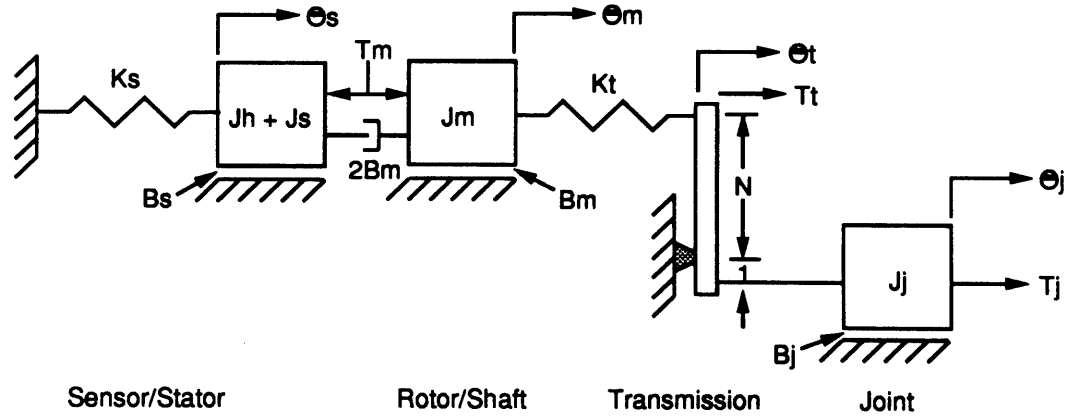 Θs
Θm
Tm
Ks
Kt
Θt
Tt
Jh + Js
Jm
2Bm
N
Bs
Bm
Θj
1
Jj
Tj
Bj
Sensor/Stator
Rotor/Shaft
Transmission
Joint